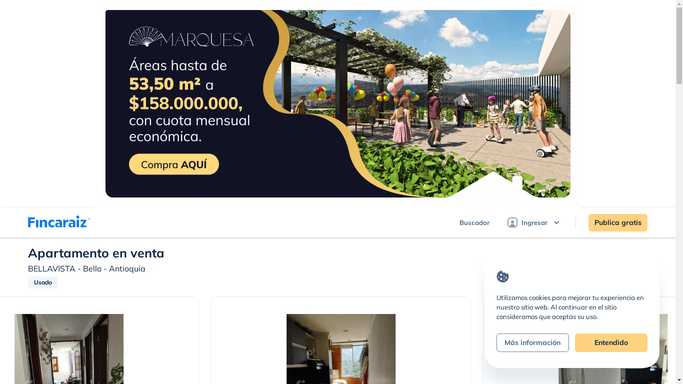 MARQUESA
Áreas hasta de
53,50 m² a
$158.000.000,
con cuota mensual
económica.
Compra AQUÍ
Fincaraiz
Buscador
Ingresar
Publica gratis
Apartamento en venta
BELLAVISTA - Bello - Antioquia
Usado
Utilizamos cookies para mejorar tu experiencia en
nuestro sitio web. Al continuar en el sitio
consideramos que aceptas su uso.
Más información
Entendido